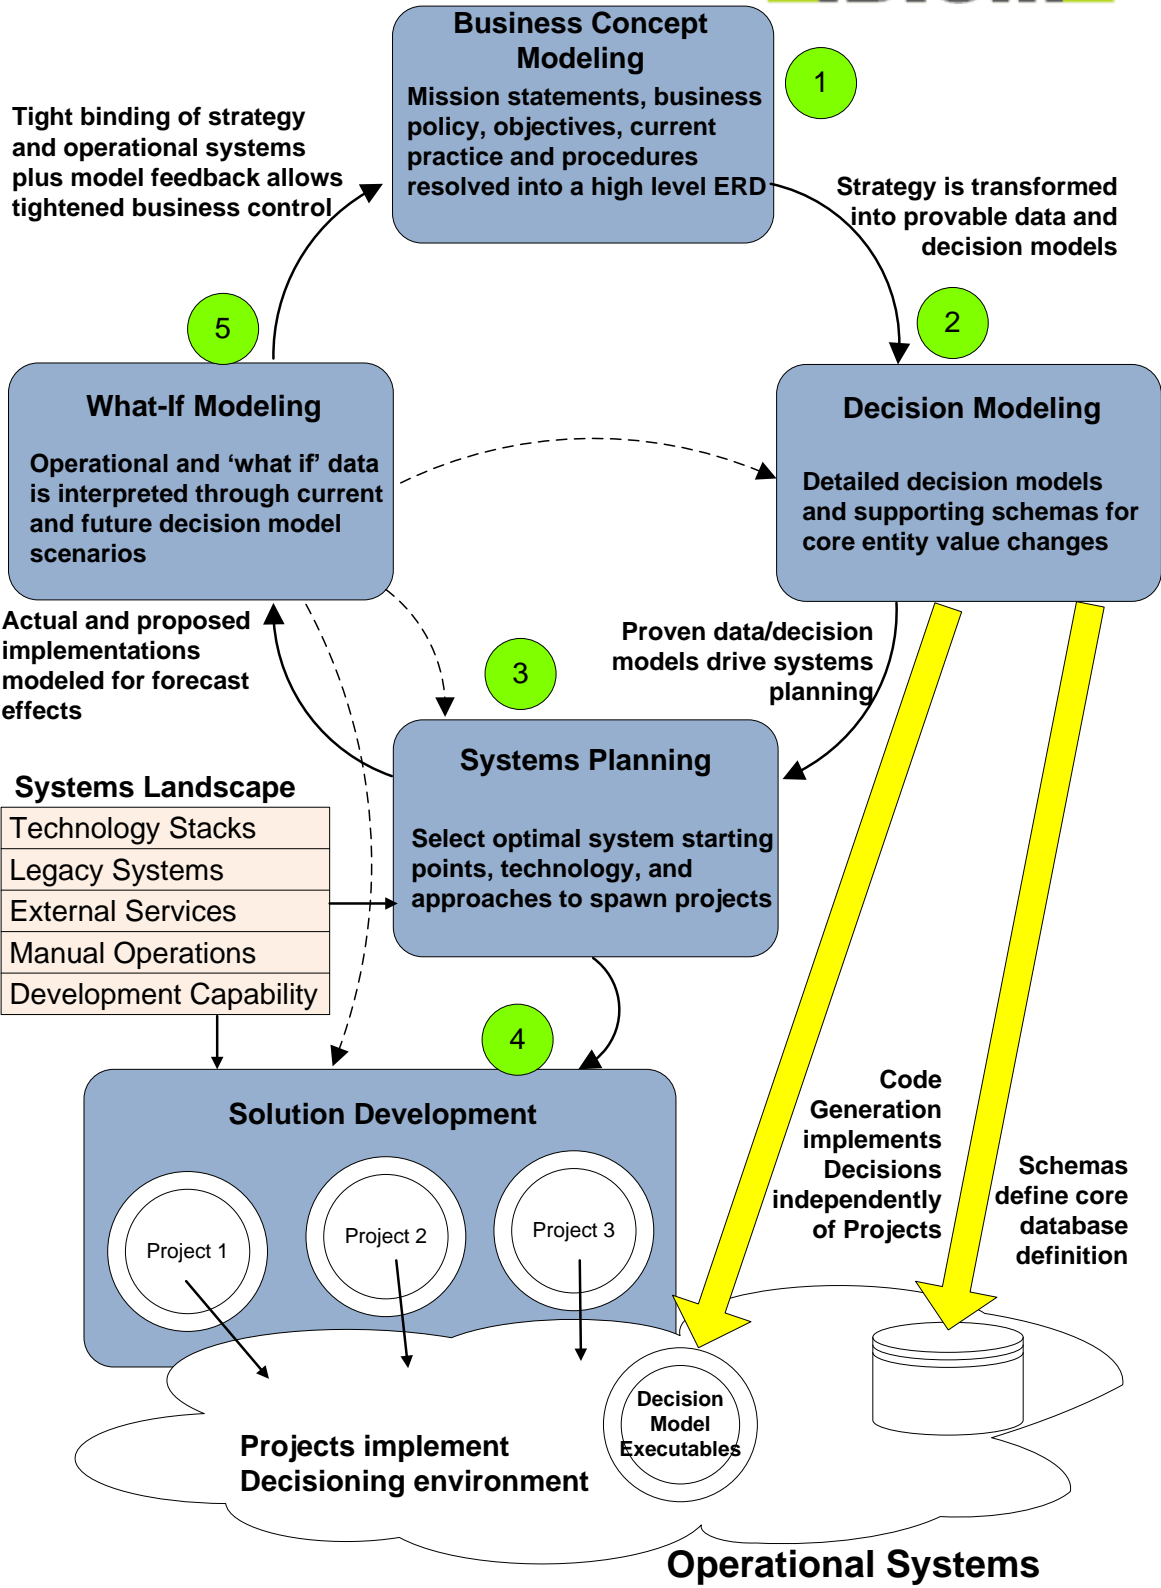 Business Concept
Modeling
Mission statements, business
policy, objectives, current
practice and procedures
resolved into a high level ERD
1
Tight binding of strategy
and operational systems
plus model feedback allows
tightened business control
Strategy is transformed
into provable data and
decision models
5
2
What-If Modeling
Operational and ‘what if’ data
is interpreted through current
and future decision model
scenarios
Decision Modeling
Detailed decision models
and supporting schemas for
core entity value changes
Actual and proposed
implementations
modeled for forecast
effects
3
Proven data/decision
models drive systems
planning
Systems Planning
Select optimal system starting
points, technology, and
approaches to spawn projects
Systems Landscape
Technology Stacks
Legacy Systems
External Services
Manual Operations
Development Capability
4
Solution Development
Project 1
Project 2
Project 3
Code
Generation
implements
Decisions
independently
of Projects
Schemas
define core
database
definition
Decision
Model
Executables
Projects implement
Decisioning environment
Operational Systems